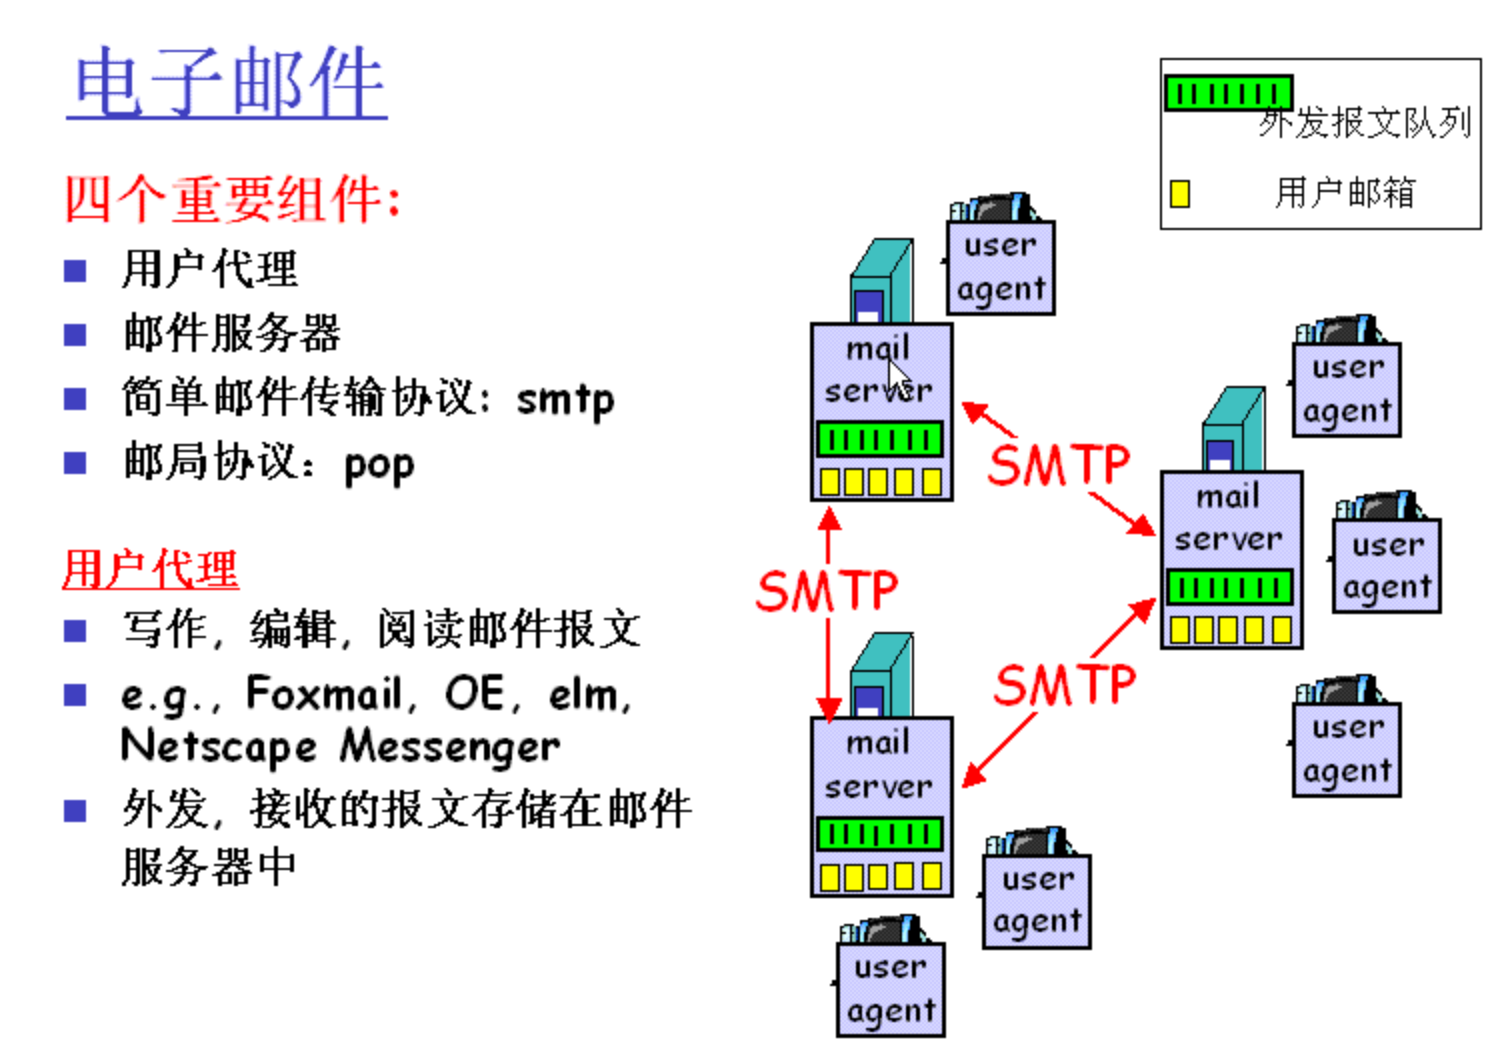 电子邮件
四个重要组件:
用户代理
邮件服务器
简单邮件传输协议: smtp
邮局协议: pop
用户代理
写作, 编辑, 阅读邮件报文
e.g., Foxmail, OE, elm,
Netscape Messenger
外发, 接收的报文存储在邮件
服务器中
外发报文队列
用户邮箱
user
agent
mail
server
user
agent
SMTP
mail
server
user
agent
SMTP
SMTP
mail
server
user
agent
user
agent
user
agent